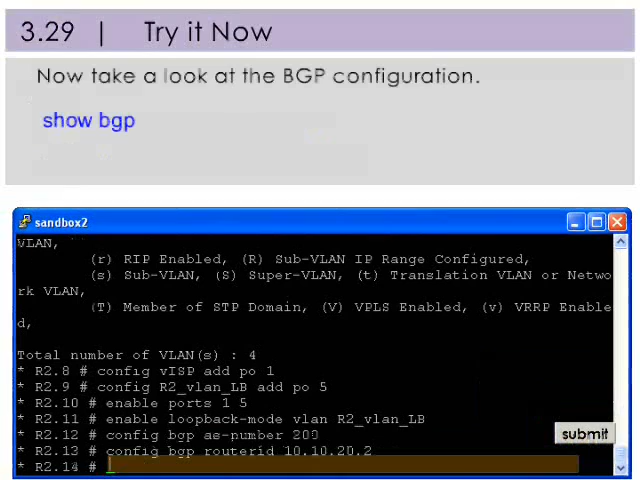 3.29 | Try it Now
Now take a look at the BGP configuration.
show bgp
sandbox2
VLAN,
(r) RIP Enabled, (R) Sub-VLAN IP Range Configured,
(s) Sub-VLAN, (S) Super-VLAN, (t) Translation VLAN or Netwo
rk VLAN,
(T) Member of STP Domain, (V) VPLS Enabled, (v) VRRP Enable
d,
Total number of VLAN(s) : 4
* R2.8 # config vISP add po 1
* R2.9 # config R2_vlan_LB add po 5
* R2.10 # enable ports 1 5
* R2.11 # enable loopback-mode vlan R2_vlan_LB
* R2.12 # config bgp as-number 200
submit
* R2.13 # config bgp routerid 10.10.20.2
* R2.14 #